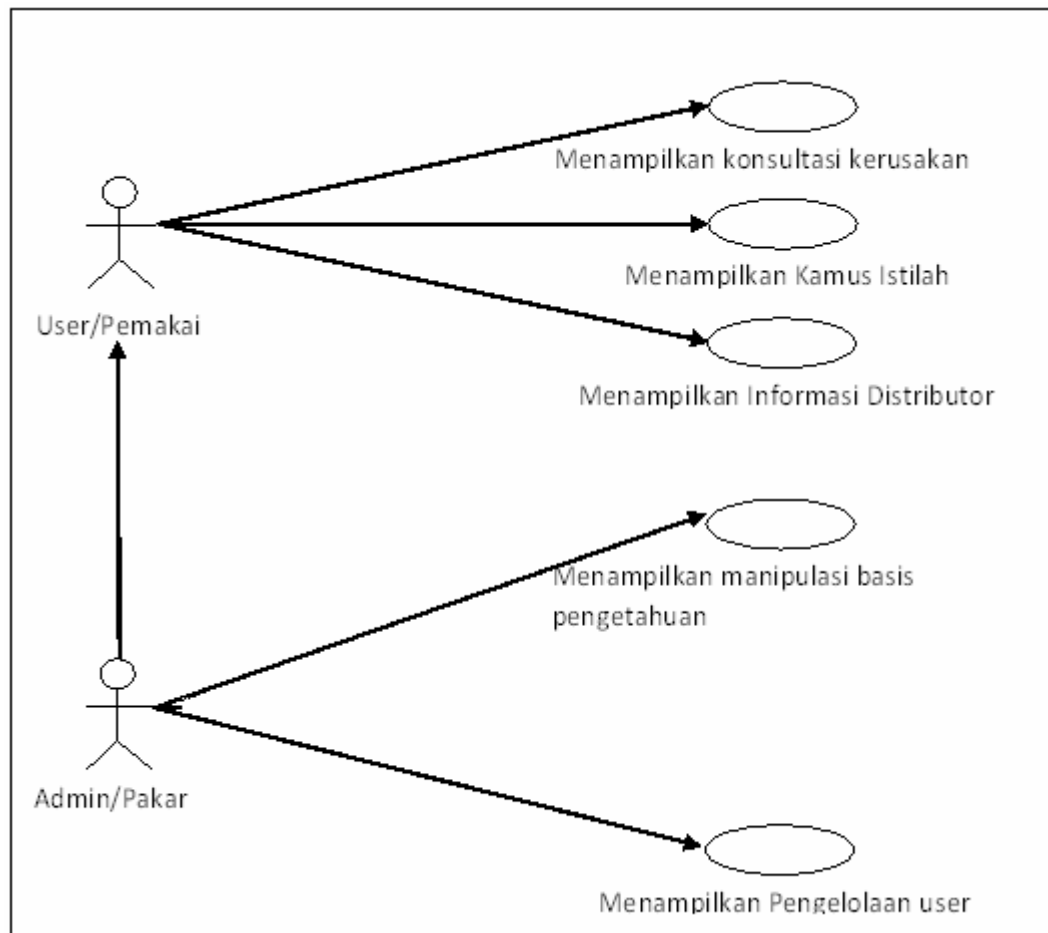 Menampilkan konsultasi kerusakan
Menampilkan Kamus Istilah
User/Pemakai
Menampilkan Informasi Distributor
Menampilkan manipulasi basis
pengetahuan
Admin/Pakar
Menampilkan Pengelolaan user